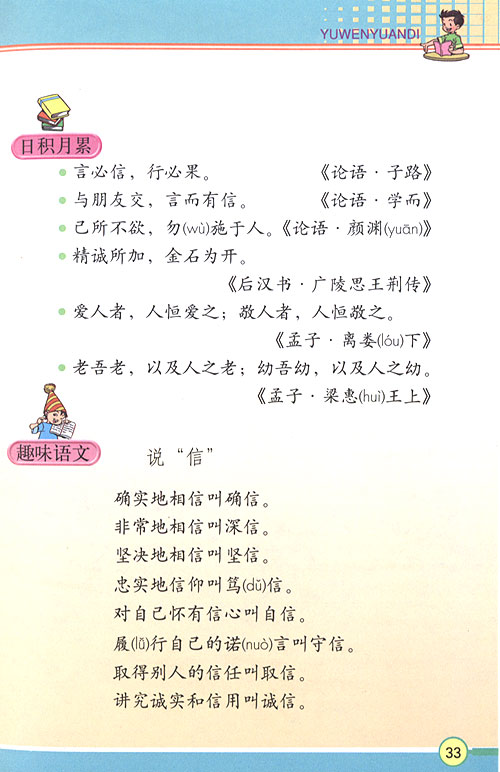 YUWENYUANDI
日积月累
言必信，行必果。 《论语·子路》
与朋友交，言而有信。 《论语·学而》
己所不欲，勿(wù)施于人。《论语·颜渊(yuān)》
精诚所加，金石为开。
《后汉书·广陵思王荆传》
爱人者，人恒爱之；敬人者，人恒敬之。
《孟子·离娄(lóu)下》
老吾老，以及人之老；幼吾幼，以及人之幼。
《孟子·梁惠(huì)王上》
趣味语文
说“信”
确实地相信叫确信。
非常地相信叫深信。
坚决地相信叫坚信。
忠实地信仰叫笃(dǔ)信。
对自己怀有信心叫自信。
履(lǚ)行自己的诺(nuò)言叫守信。
取得别人的信任叫取信。
讲究诚实和信用叫诚信。
33